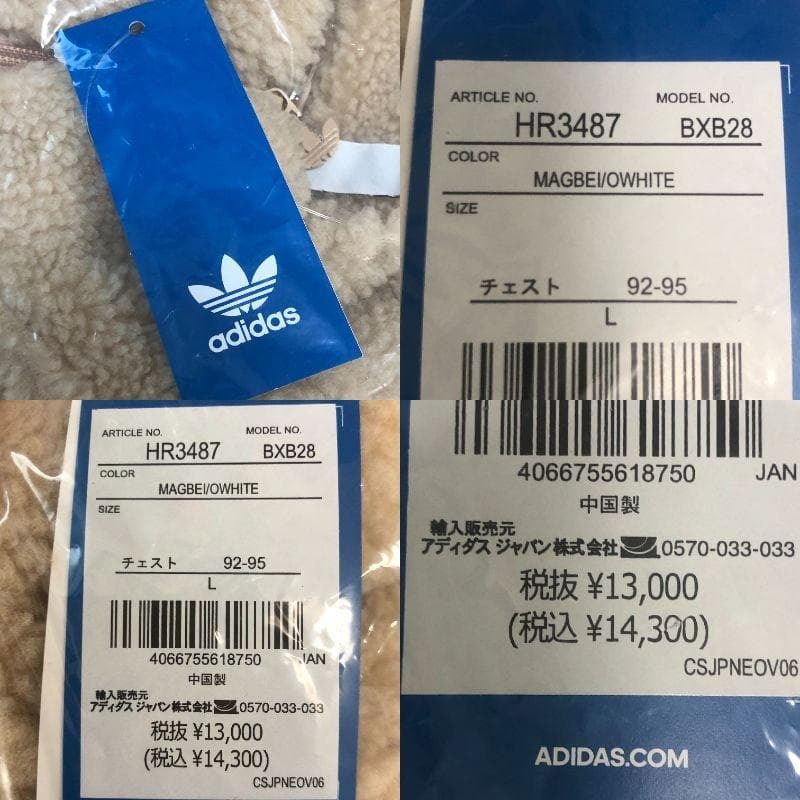 adidas
ARTICLE NO. MODEL NO.
HR3487 BXB28
COLOR
MAGBEI/OWHITE
SIZE
チェスト 92-95
L
ARTICLE NO. MODEL NO.
HR3487 BXB28
COLOR
MAGBEI/OWHITE
SIZE
チェスト 92-95
L
4066755618750 JAN
中国製
輸入販売元
アディダス ジャパン株式会社 0570-033-033
税抜 ¥13,000
(税込 ¥14,300)
CSJPNEOV06
4066755618750 JAN
中国製
輸入販売元
アディダス ジャパン株式会社 0570-033-033
税抜 ¥13,000
(税込 ¥14,300)
CSJPNEOV06
ADIDAS.COM